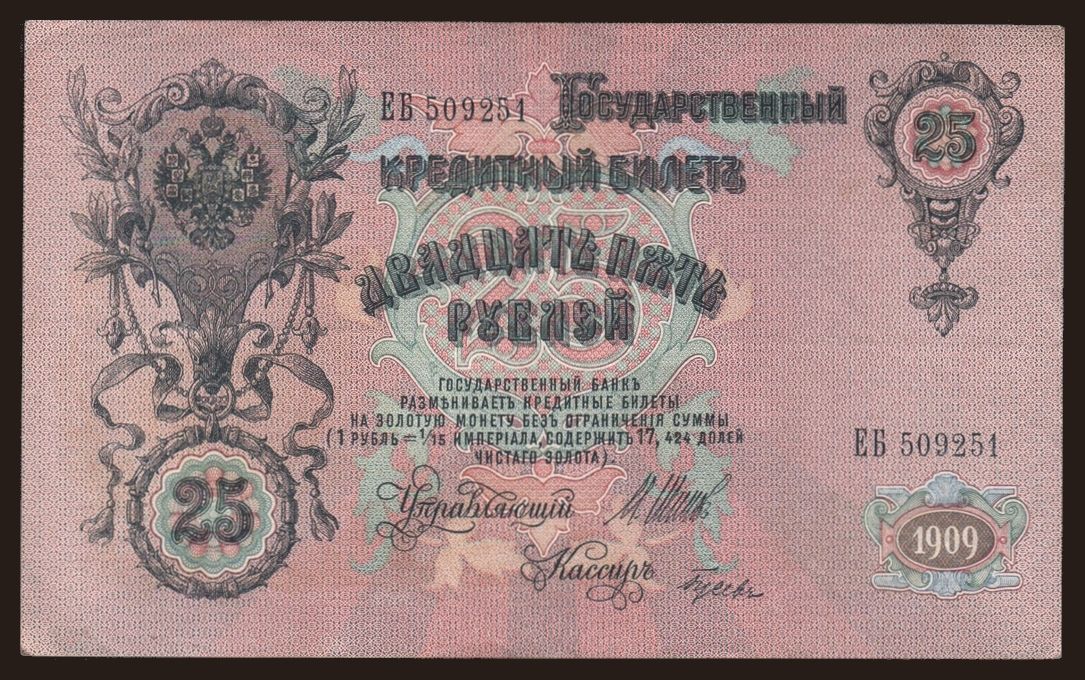 ЕБ 509251 Государственный
25
Кредитный Билетъ
Двадцать пять
рублей
Государственный банкъ
размѣниваетъ кредитные билеты
на золотую монету безъ ограниченія суммы
(1 рубль = 1/15 имперіала, содержитъ 17,424 долей
чистаго золота).
ЕБ 509251
Управляющій
25
1909
Кассиръ